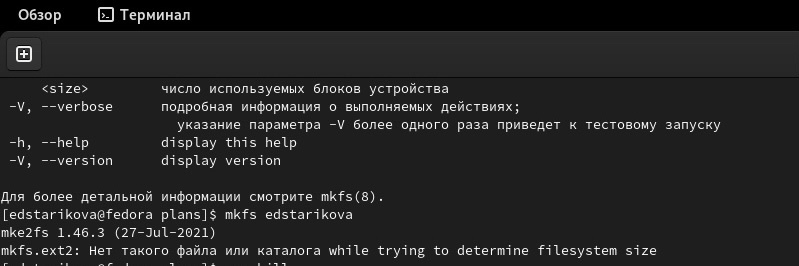 Обзор Терминал
<size> число используемых блоков устройства
-V, --verbose подробная информация о выполняемых действиях;
указание параметра -V более одного раза приведет к тестовому запуску
-h, --help display this help
-V, --version display version
Для более детальной информации смотрите mkfs(8).
[edstarikova@fedora plans]$ mkfs edstarikova
mke2fs 1.46.3 (27-Jul-2021)
mkfs.ext2: Нет такого файла или каталога while trying to determine filesystem size